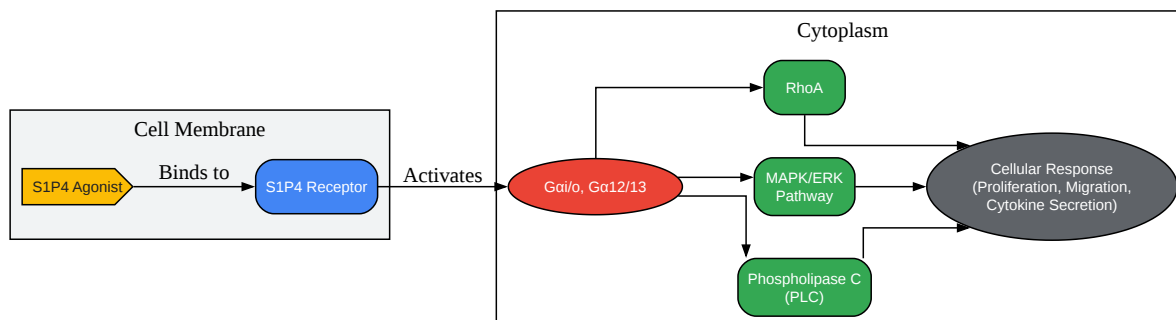 Cytoplasm
RhoA
Cell Membrane
S1P4 Agonist
Binds to
S1P4 Receptor
Activates
Gαi/o, Gα12/13
MAPK/ERK
Pathway
Cellular Response
(Proliferation, Migration,
Cytokine Secretion)
Phospholipase C
(PLC)